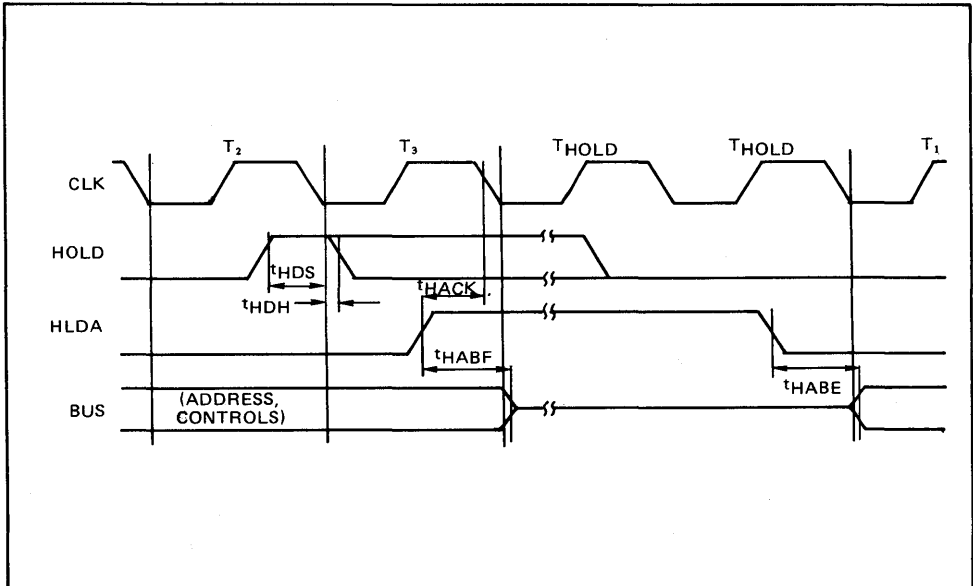 T2 T3 THOLD THOLD T1
CLK
HOLD
tHDS
tHACK
tHDH
HLDA
tHABF
tHABE
BUS
(ADDRESS,
CONTROLS)